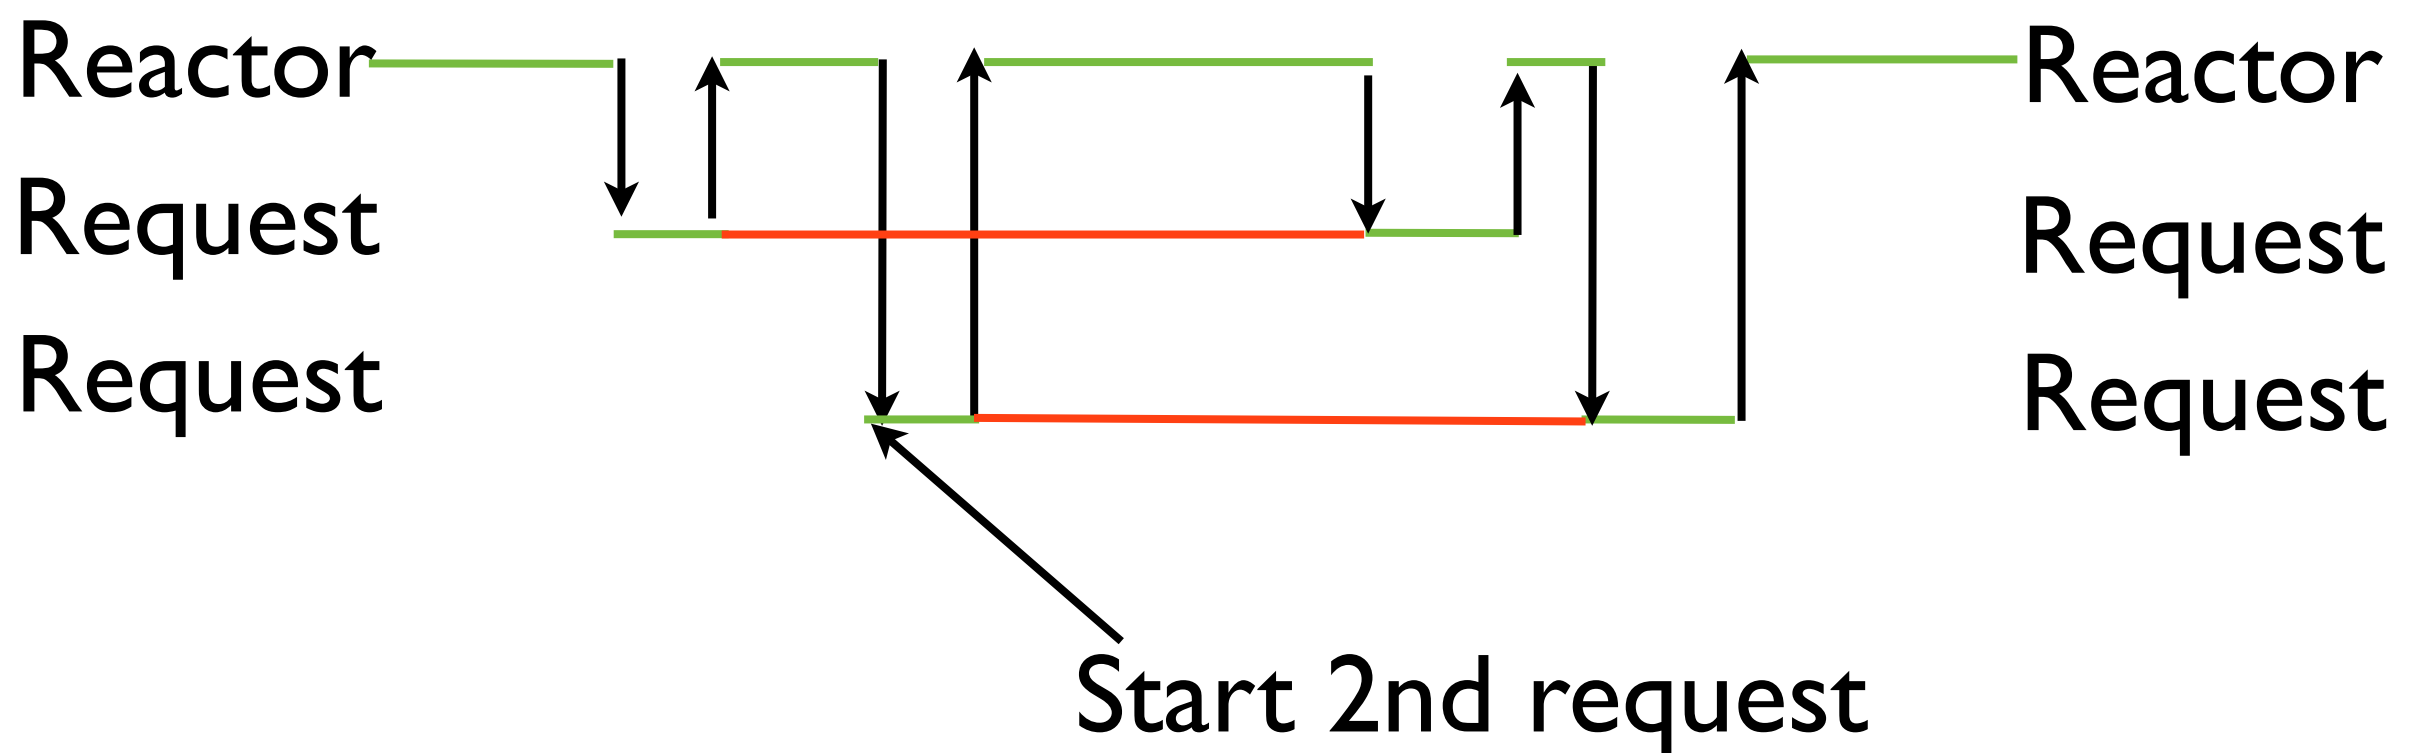 Reactor
Request
Request
Reactor
Request
Request
Start 2nd request